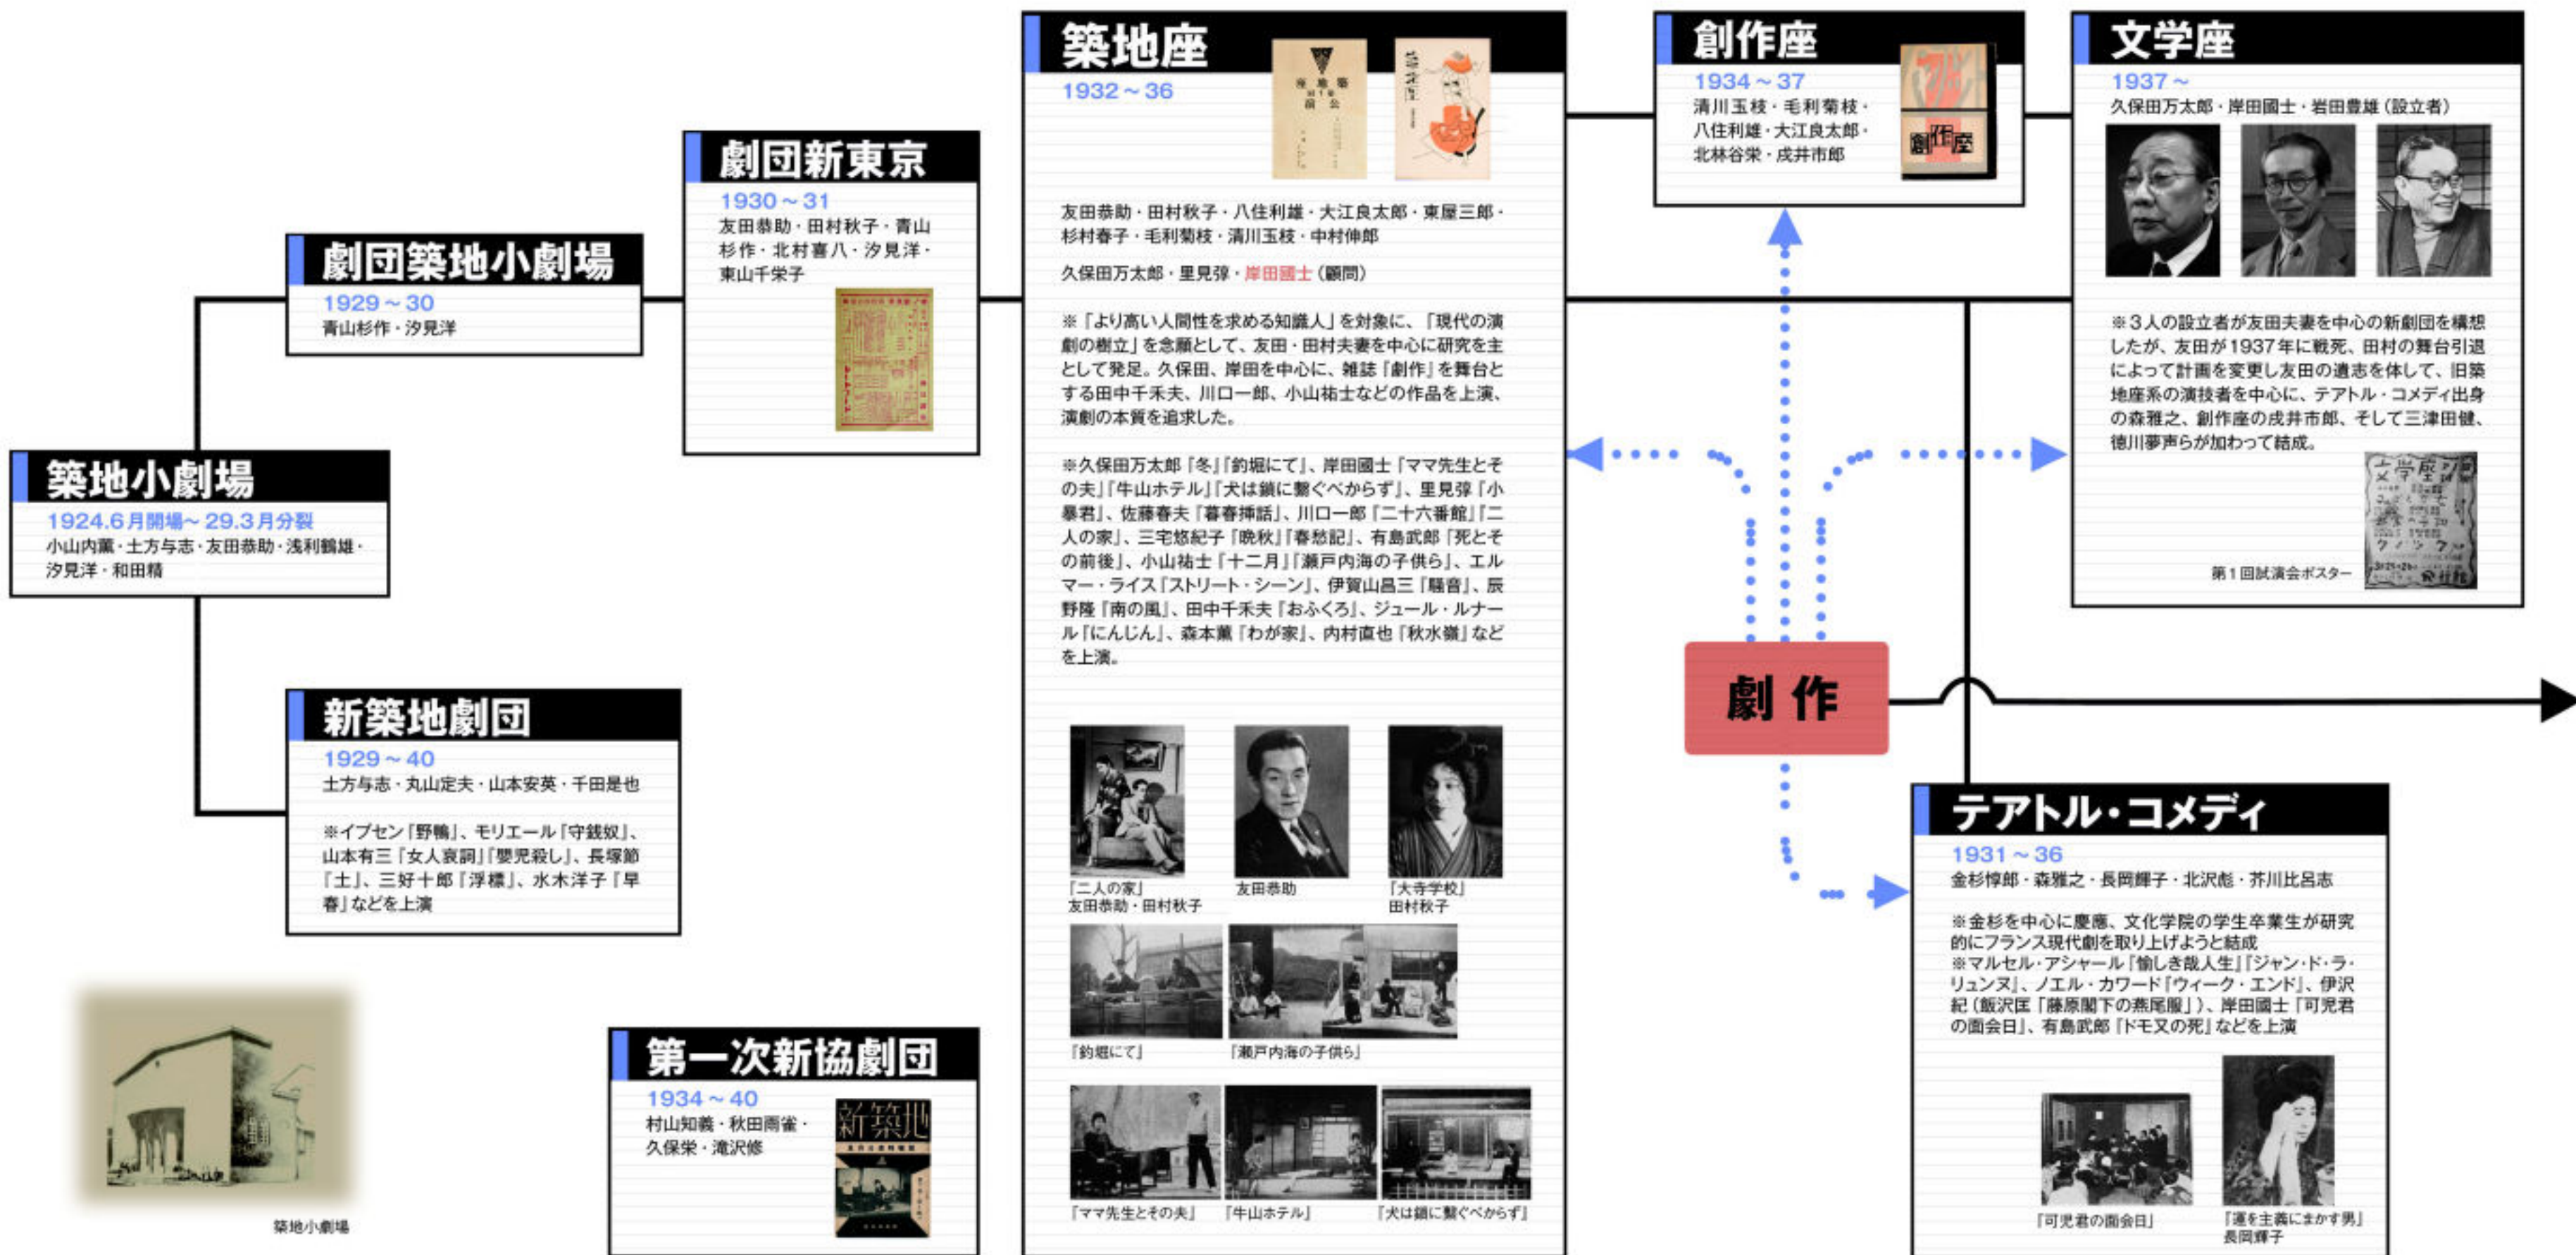 築地小劇場
1924.6月開場〜29.3月分裂
小山内薫・土方与志・友田恭助・浅利鶴雄・
汐見洋・和田精
劇団築地小劇場
1929〜30
青山杉作・汐見洋
新築地劇団
1929〜40
土方与志・丸山定夫・山本安英・千田是也
※イプセン『野鴨』、モリエール『守銭奴』、
山本有三『女人哀詞』『嬰児殺し』、長塚節
『土』、三好十郎『浮標』、水木洋子『早
春』などを上演
築地小劇場
劇団新東京
1930〜31
友田恭助・田村秋子・青山
杉作・北村喜八・汐見洋・
東山千栄子
第一次新協劇団
1934〜40
村山知義・秋田雨雀・
久保栄・滝沢修
新築地
築地座
1932〜36
友田恭助・田村秋子・八住利雄・大江良太郎・東屋三郎・
杉村春子・毛利菊枝・清川玉枝・中村伸郎
久保田万太郎・里見弴・岸田國士（顧問）
※「より高い人間性を求める知識人」を対象に、「現代の演
劇の樹立」を念願として、友田・田村夫妻を中心に研究を主
として発足。久保田、岸田を中心に、雑誌『劇作』を舞台と
する田中千禾夫、川口一郎、小山祐士などの作品を上演、
演劇の本質を追求した。
※久保田万太郎『冬』『釣堀にて』、岸田國士『ママ先生とそ
の夫』『牛山ホテル』『犬は鎖に繋ぐべからず』、里見弴『小
暴君』、佐藤春夫『暮春挿話』、川口一郎『二十六番館』『二
人の家』、三宅悠紀子『晩秋』『春愁記』、有島武郎『死とそ
の前後』、小山祐士『十二月』『瀬戸内海の子供ら』、エル
マー・ライス『ストリート・シーン』、伊賀山昌三『騒音』、辰
野隆『南の風』、田中千禾夫『おふくろ』、ジュール・ルナー
ル『にんじん』、森本薫『わが家』、内村直也『秋水嶺』など
を上演。
『二人の家』
友田恭助・田村秋子
友田恭助
『大寺学校』
田村秋子
『釣堀にて』
『瀬戸内海の子供ら』
『ママ先生とその夫』
『牛山ホテル』
『犬は鎖に繋ぐべからず』
創作座
1934〜37
清川玉枝・毛利菊枝・
八住利雄・大江良太郎・
北林谷栄・戌井市郎
創作座
文学座
1937〜
久保田万太郎・岸田國士・岩田豊雄（設立者）
※3人の設立者が友田夫妻を中心の新劇団を構想
したが、友田が1937年に戦死、田村の舞台引退
によって計画を変更し友田の遺志を体して、旧築
地座系の演技者を中心に、テアトル・コメディ出身
の森雅之、創作座の戌井市郎、そして三津田健、
徳川夢声らが加わって結成。
文学座
第1回試演会ポスター
劇作
テアトル・コメディ
1931〜36
金杉惇郎・森雅之・長岡輝子・北沢彪・芥川比呂志
※金杉を中心に慶應、文化学院の学生卒業生が研究
的にフランス現代劇を取り上げようと結成
※マルセル・アシャール『愉しき哉人生』『ジャン・ド・ラ・
リュンヌ』、ノエル・カワード『ウィーク・エンド』、伊沢
紀（飯沢匡『藤原閣下の燕尾服』）、岸田國士『可児君
の面会日』、有島武郎『ドモ又の死』などを上演
『可児君の面会日』
『運を主義にまかす男』
長岡輝子